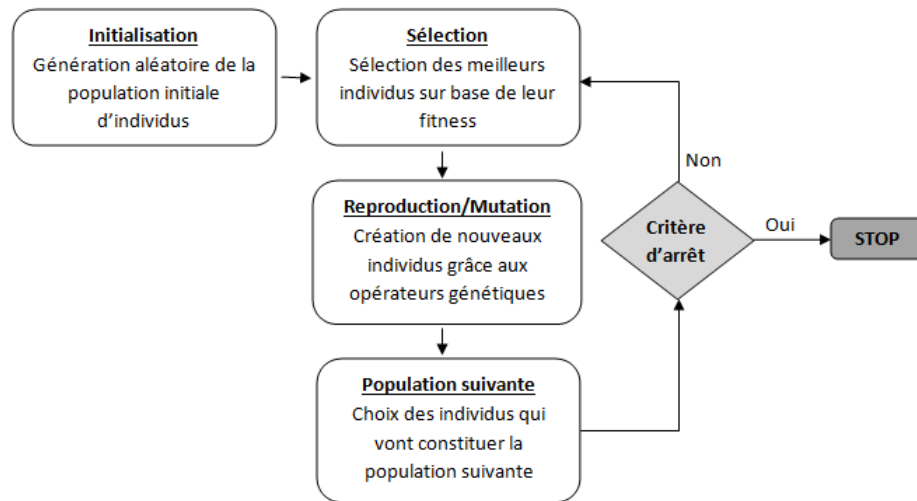 Initialisation
Génération aléatoire de la
population initiale
d'individus
Sélection
Sélection des meilleurs
individus sur base de leur
fitness
Reproduction/Mutation
Création de nouveaux
individus grâce aux
opérateurs génétiques
Population suivante
Choix des individus qui
vont constituer la
population suivante
Non
Critère
d'arrêt
Oui
STOP